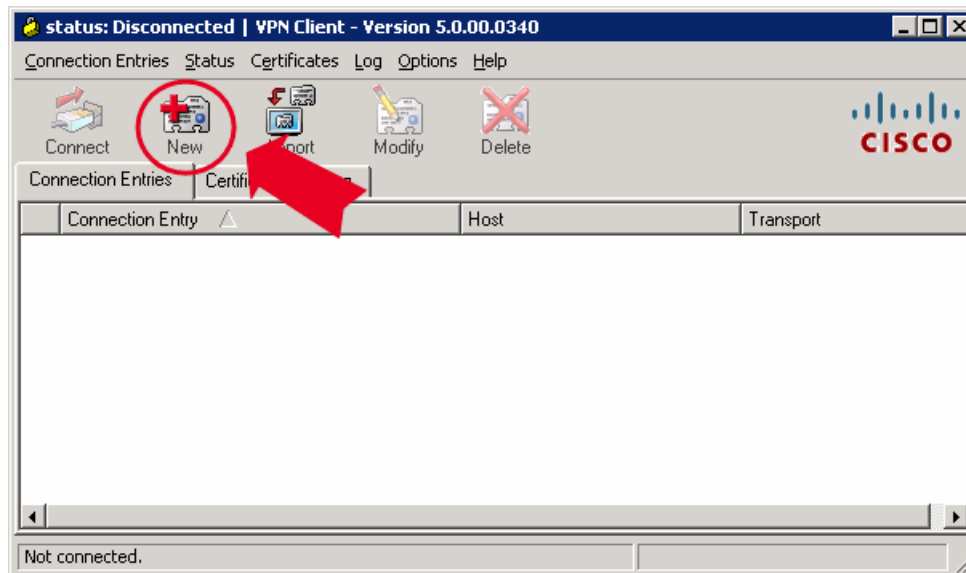 status: Disconnected | VPN Client - Version 5.0.00.0340
Connection Entries Status Certificates Log Options Help
Connect New Modify Delete
CISCO
Connection Entries
Connection Entry Host Transport
Not connected.